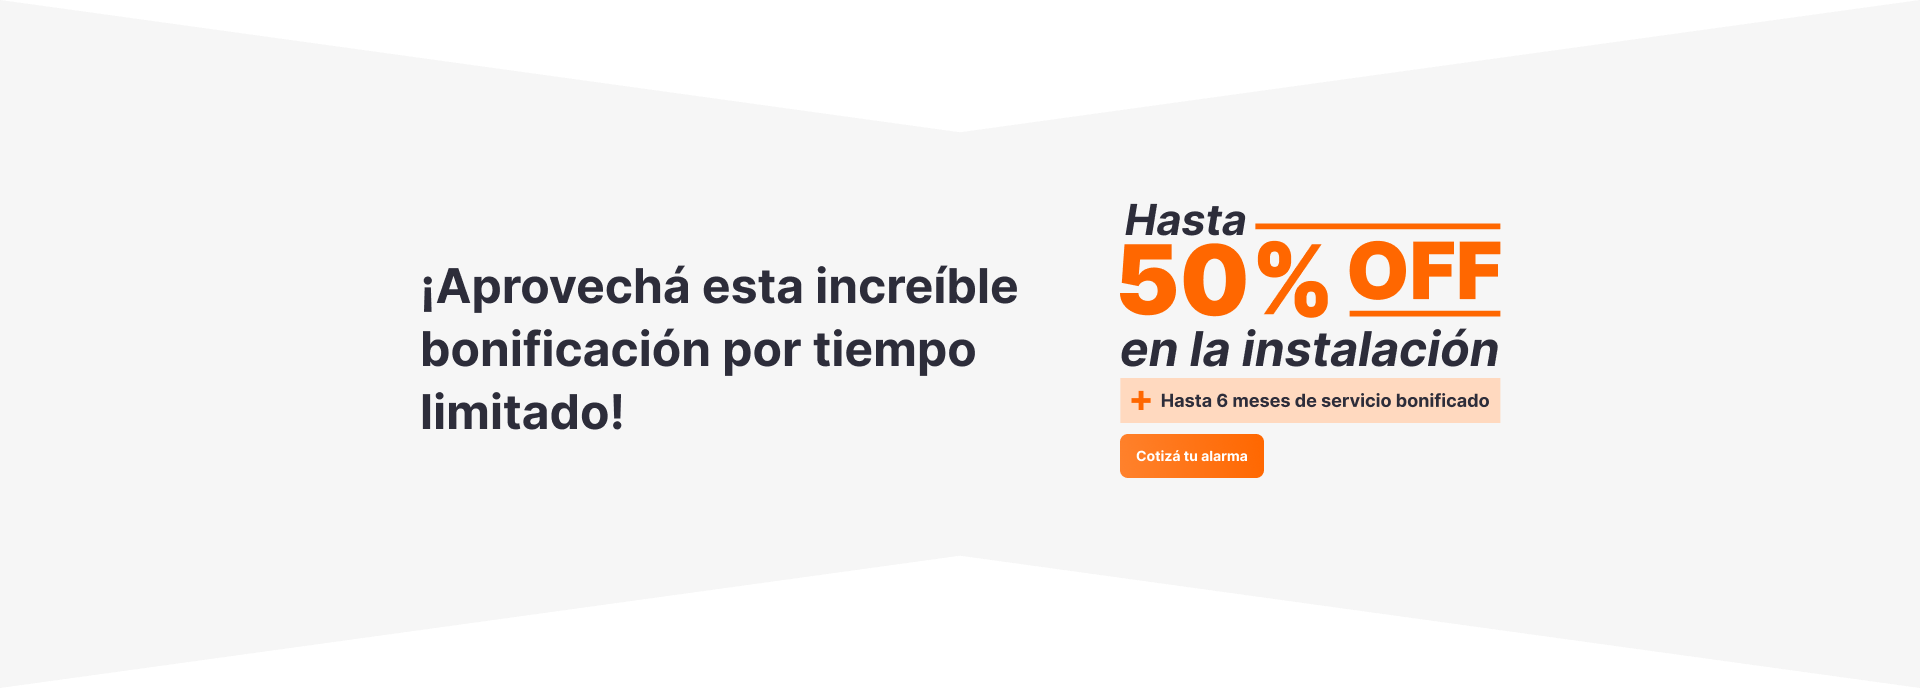 ¡Aprovechá esta increíble
bonificación por tiempo
limitado!
Hasta
50% OFF
en la instalación
+ Hasta 6 meses de servicio bonificado
Cotizá tu alarma